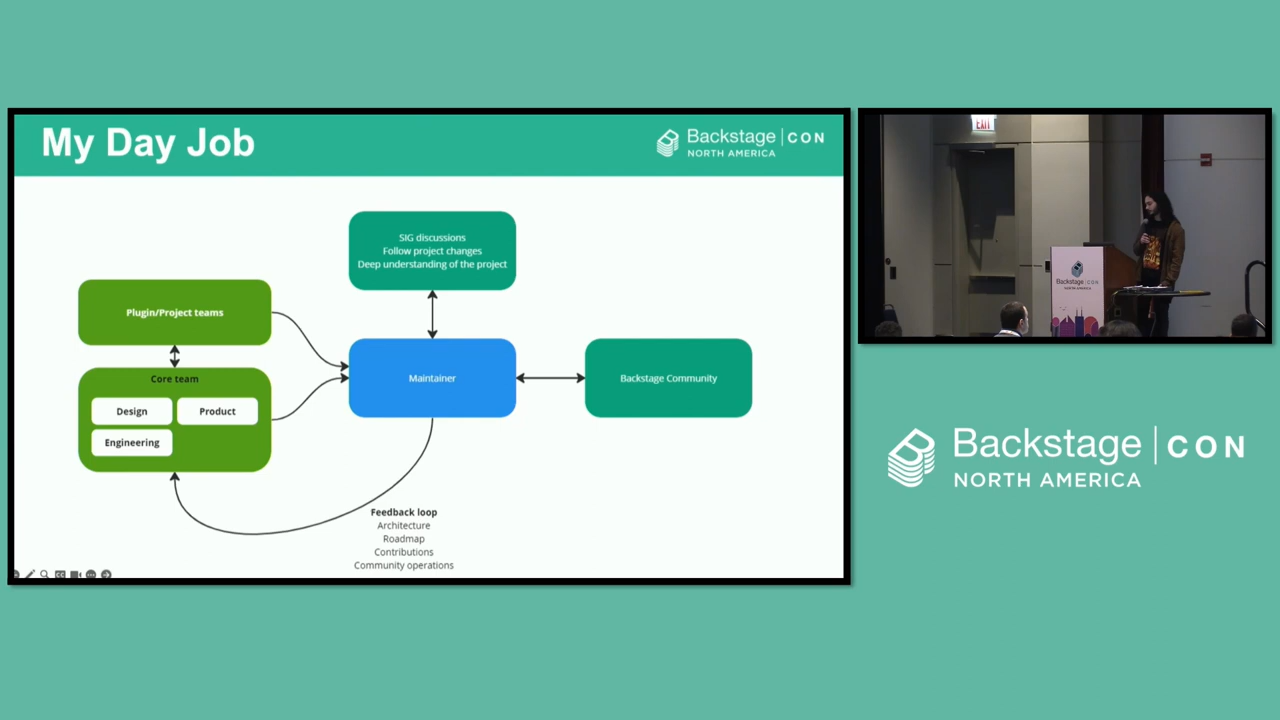 My Day Job
Backstage | CON
NORTH AMERICA
SIG discussions
Follow project changes
Deep understanding of the project
Plugin/Project teams
Core team
Design
Product
Engineering
Maintainer
Backstage Community
Feedback loop
Architecture
Roadmap
Contributions
Community operations
EXIT
Backstage CON
Backstage | CON
NORTH AMERICA